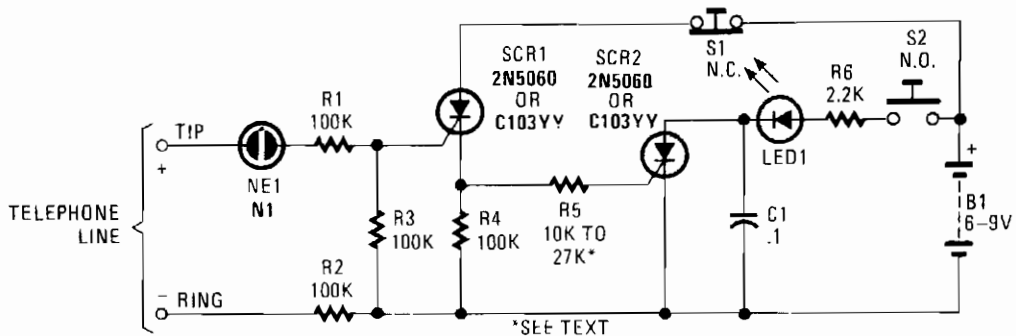 SCR1
2N5060
OR
C103YY
SCR2
2N5060
OR
C103YY
S1
N.C.
S2
N.O.
R6
2.2K
LED1
R1
100K
TIP
+
NE1
N1
TELEPHONE
LINE
R3
100K
R4
100K
R5
10K TO
27K*
C1
.1
+
B1
6-9V
R2
100K
–
RING
*SEE TEXT